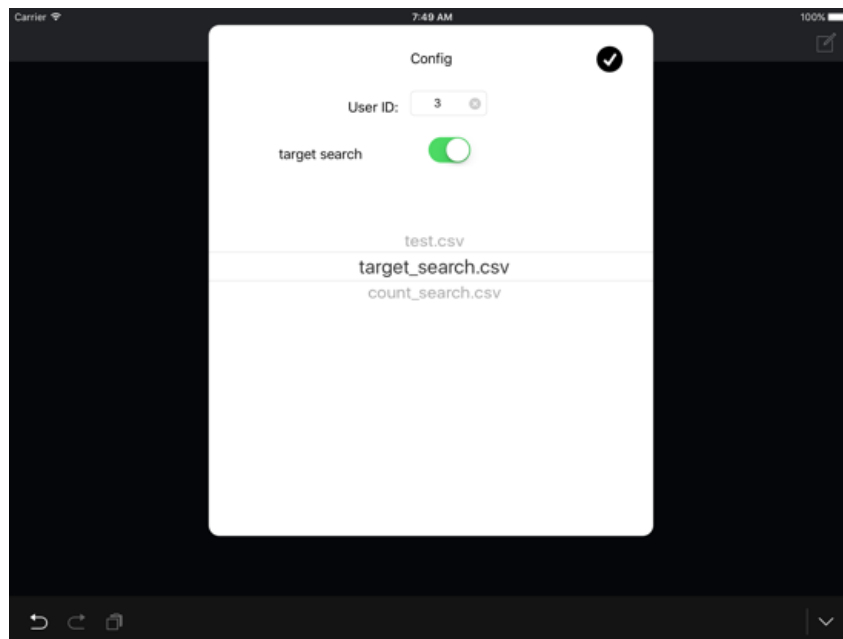 Carrier 7:49 AM 100%
Config
User ID: 3
target search
test.csv
target_search.csv
count_search.csv